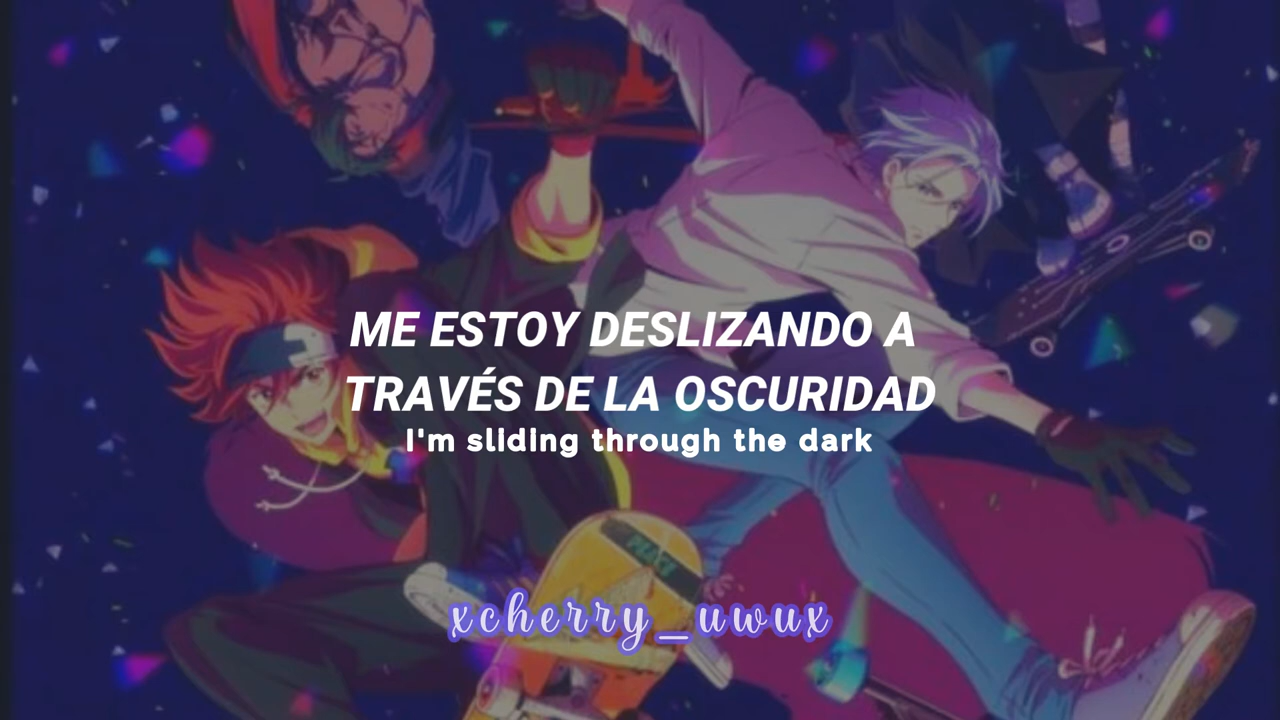 ME ESTOY DESLIZANDO A
TRAVÉS DE LA OSCURIDAD
I'm sliding through the dark
xcherry_uwux